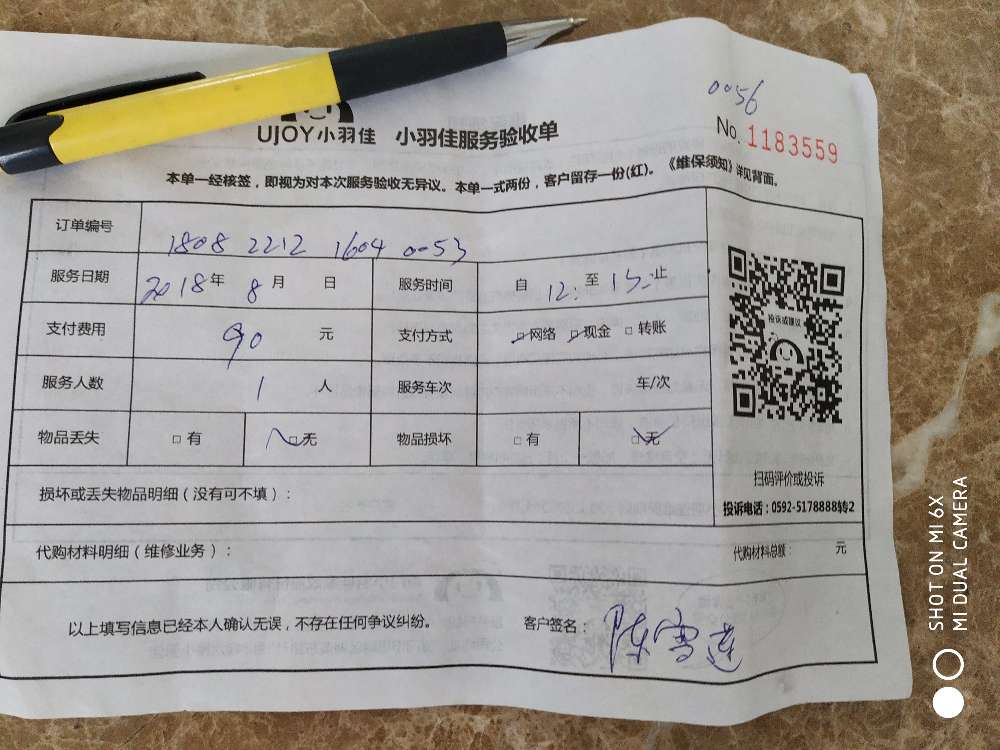 0056
UJOY小羽佳 小羽佳服务验收单 No. 1183559
本单一经核签，即视为对本次服务验收无异议。本单一式两份，客户留存一份(红)。《维保须知》详见背面。
订单编号 1808 2212 1604 0053
服务日期 2018年 8月 日 服务时间 自 12: 至 15: 止
支付费用 90 元 支付方式 □网络 □现金 □转账
服务人数 1 人 服务车次 车/次
物品丢失 □有 □无 物品损坏 □有 □无
投诉或建议
扫码评价或投诉
投诉电话：0592-5178888转2
损坏或丢失物品明细（没有可不填）：
代购材料明细（维修业务）： 代购材料总额： 元
以上填写信息已经本人确认无误，不存在任何争议纠纷。 客户签名：陈雪莲
SHOT ON MI 6X
MI DUAL CAMERA